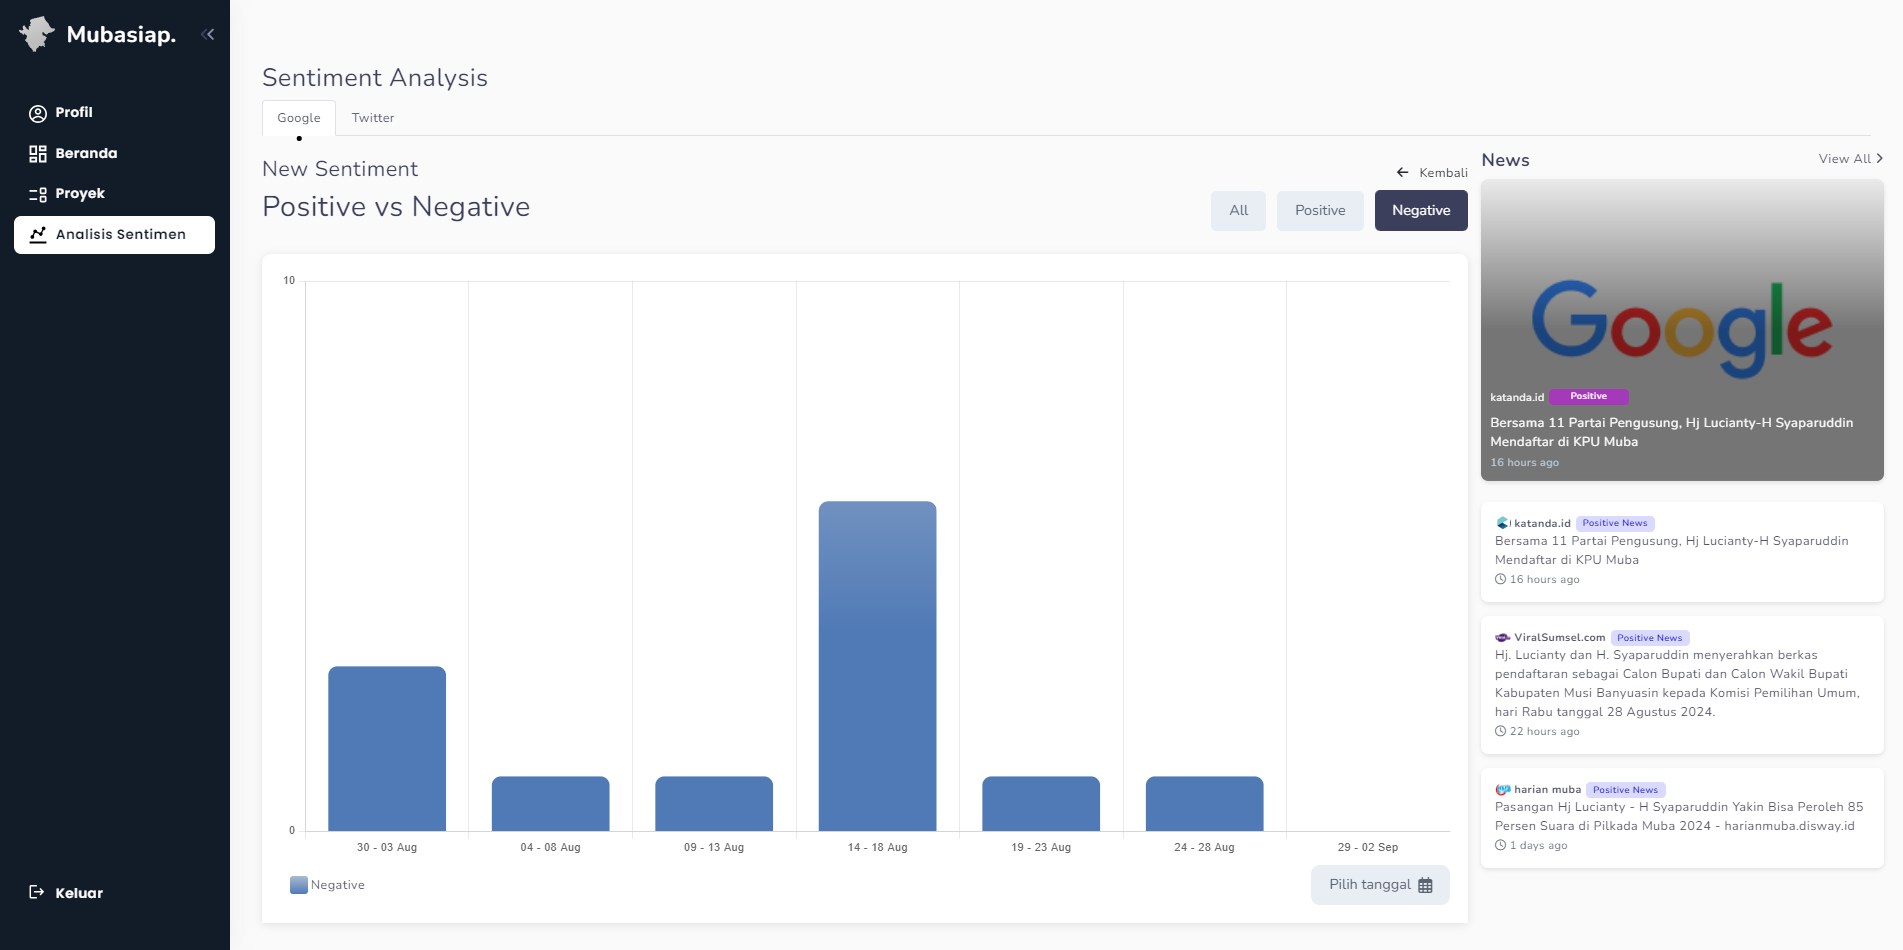 Mubasiap.
Profil
Beranda
Proyek
Analisis Sentimen
Keluar
Sentiment Analysis
Google
Twitter
New Sentiment
Positive vs Negative
Kembali
All
Positive
Negative
10
0
30 - 03 Aug
04 - 08 Aug
09 - 13 Aug
14 - 18 Aug
19 - 23 Aug
24 - 28 Aug
29 - 02 Sep
Negative
Pilih tanggal
News
View All
Google
katanda.id Positive
Bersama 11 Partai Pengusung, Hj Lucianty-H Syaparuddin
Mendaftar di KPU Muba
16 hours ago
katanda.id Positive News
Bersama 11 Partai Pengusung, Hj Lucianty-H Syaparuddin
Mendaftar di KPU Muba
16 hours ago
ViralSumsel.com Positive News
Hj. Lucianty dan H. Syaparuddin menyerahkan berkas
pendaftaran sebagai Calon Bupati dan Calon Wakil Bupati
Kabupaten Musi Banyuasin kepada Komisi Pemilihan Umum,
hari Rabu tanggal 28 Agustus 2024.
22 hours ago
harian muba Positive News
Pasangan Hj Lucianty - H Syaparuddin Yakin Bisa Peroleh 85
Persen Suara di Pilkada Muba 2024 - harianmuba.disway.id
1 days ago